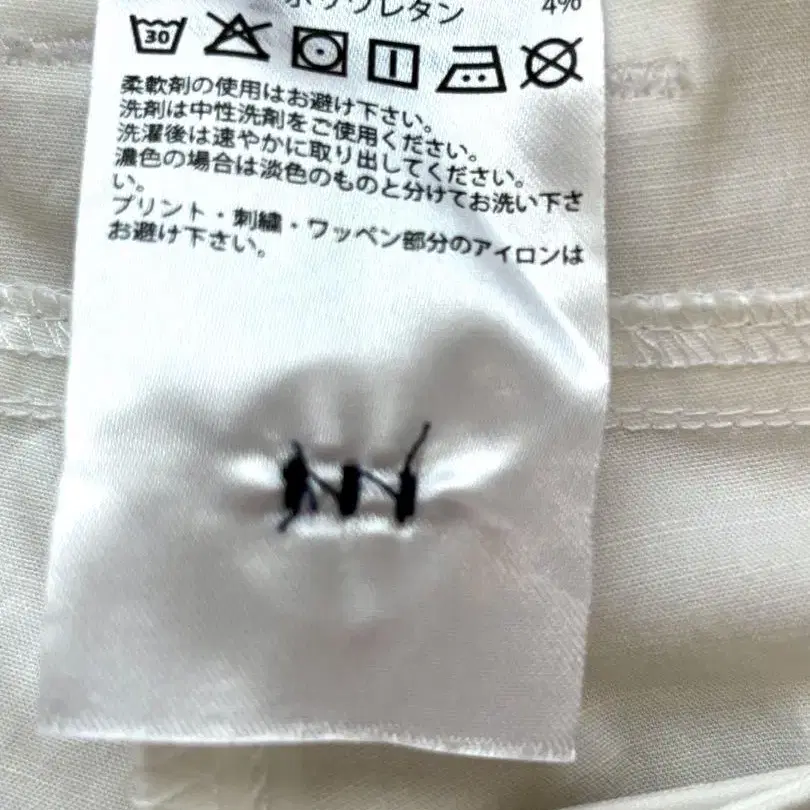 ポリウレタン 4%
30
柔軟剤の使用はお避け下さい。
洗剤は中性洗剤をご使用ください。
洗濯後は速やかに取り出してください。
濃色の場合は淡色のものと分けてお洗い下さ
い。
プリント・刺繍・ワッペン部分のアイロンは
お避け下さい。